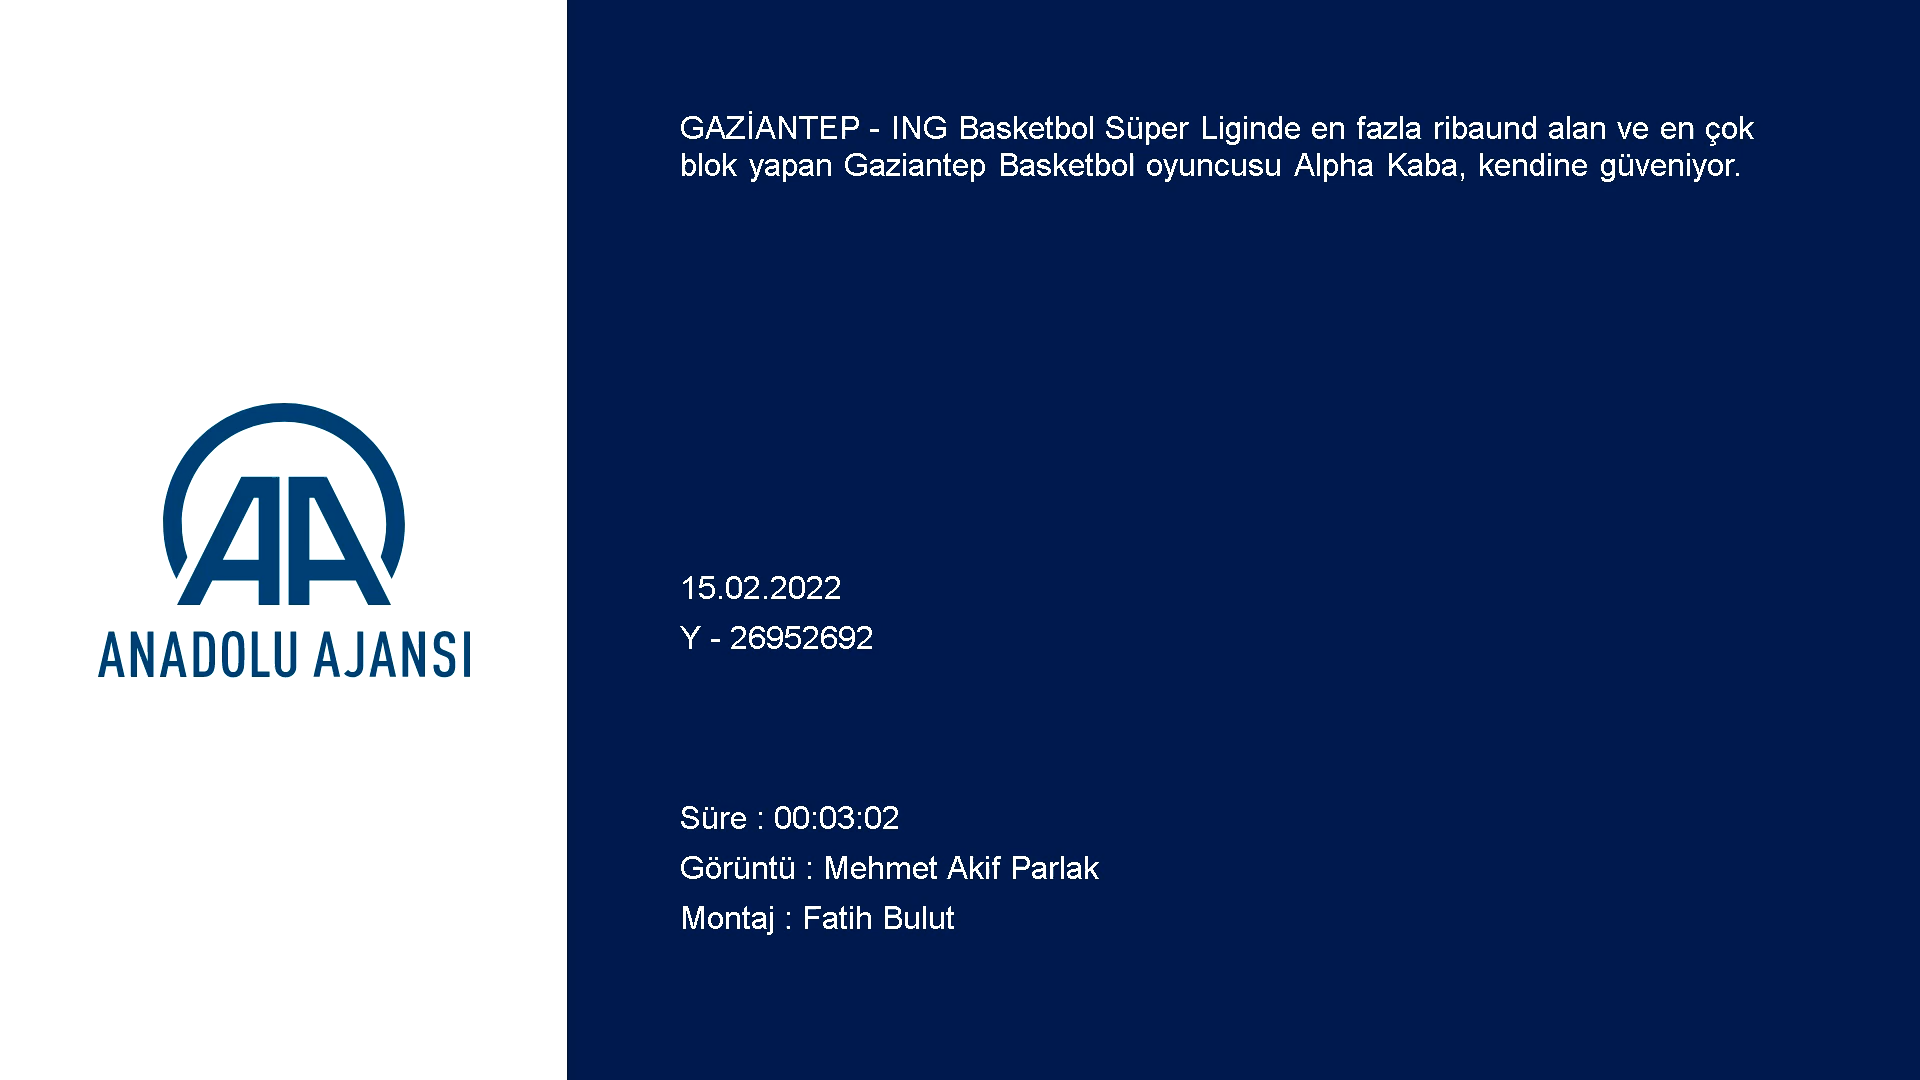 GAZİANTEP - ING Basketbol Süper Liginde en fazla ribaund alan ve en çok
blok yapan Gaziantep Basketbol oyuncusu Alpha Kaba, kendine güveniyor.
AA
ANADOLU AJANSI
15.02.2022
Y - 26952692
Süre : 00:03:02
Görüntü : Mehmet Akif Parlak
Montaj : Fatih Bulut